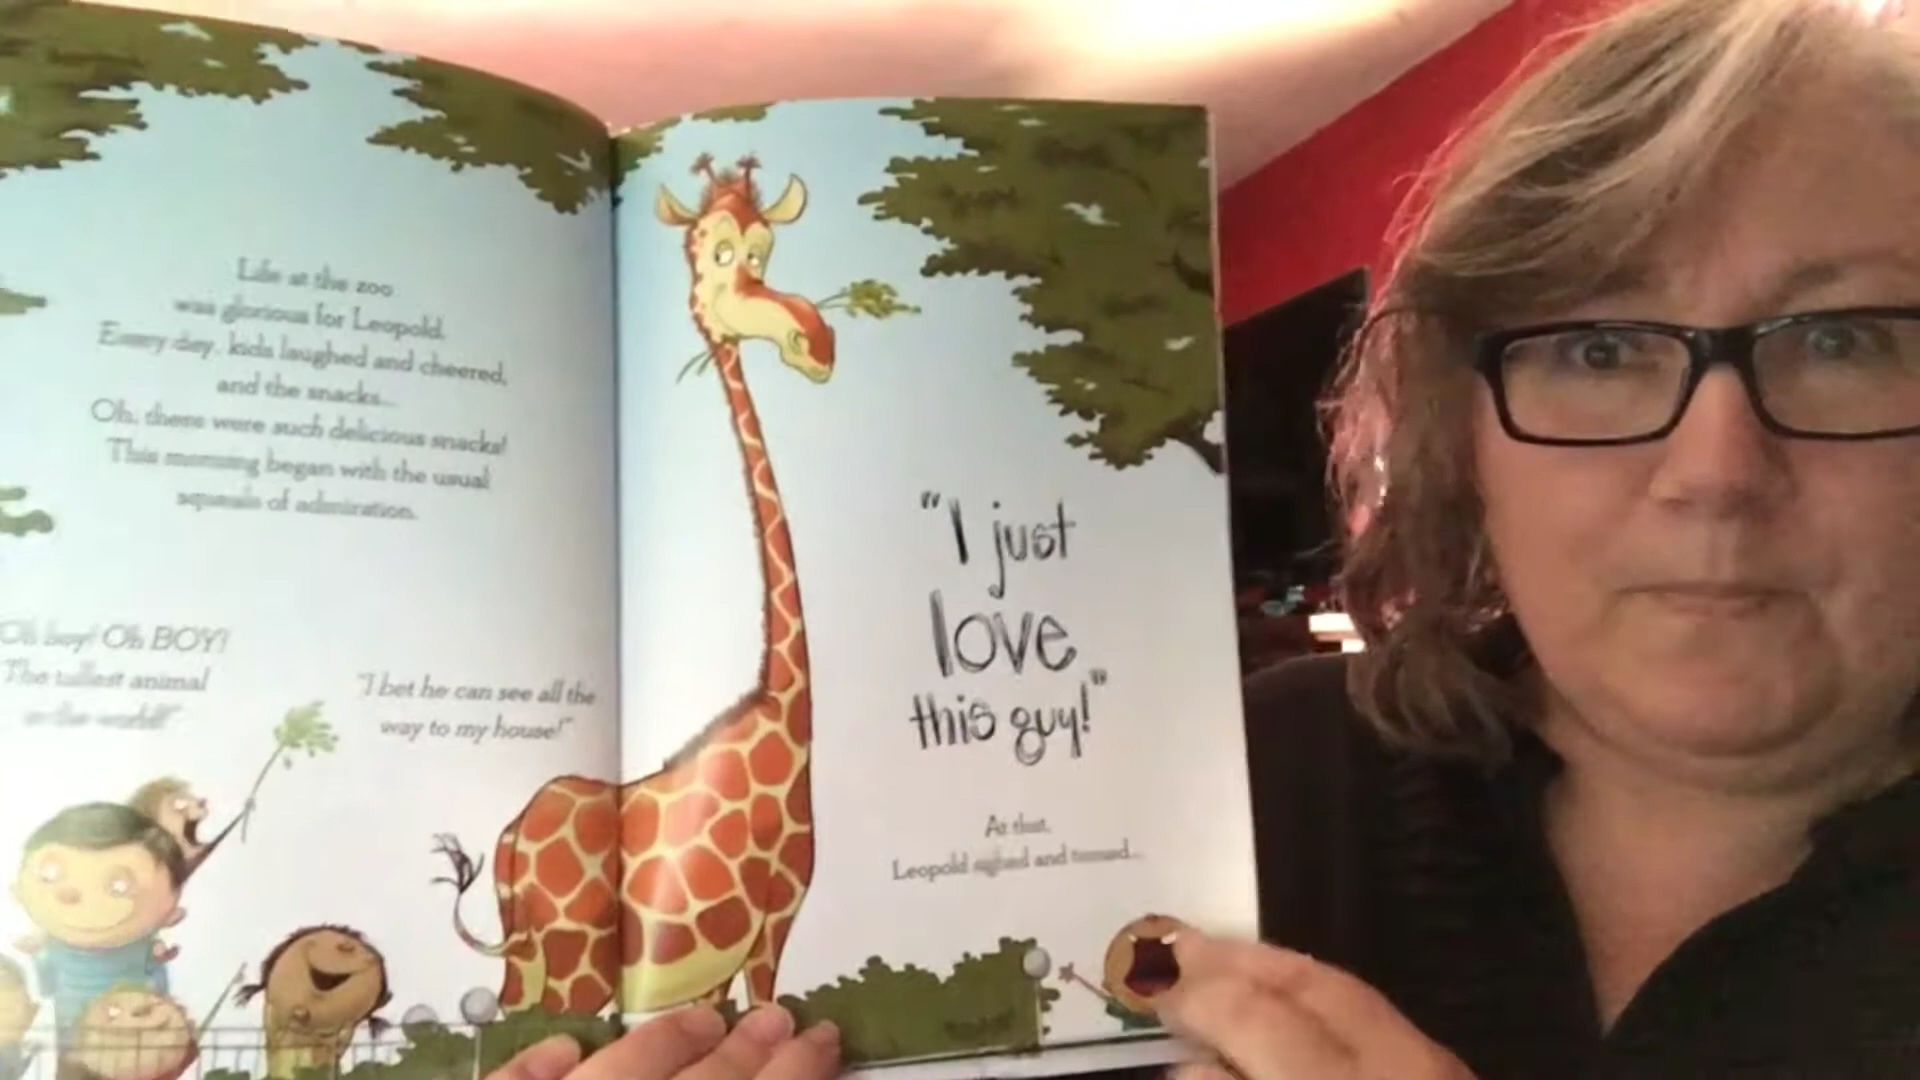 Life at the zoo
was glorious for Leopold.
Every day, kids laughed and cheered,
and the snacks...
Oh, there were such delicious snacks!
This morning began with the usual
squeals of admiration.
Oh boy! Oh BOY!
The tallest animal
in the world!"
"I bet he can see all the
way to my house!"
"I just
love
this guy!"
At that,
Leopold sighed and turned...